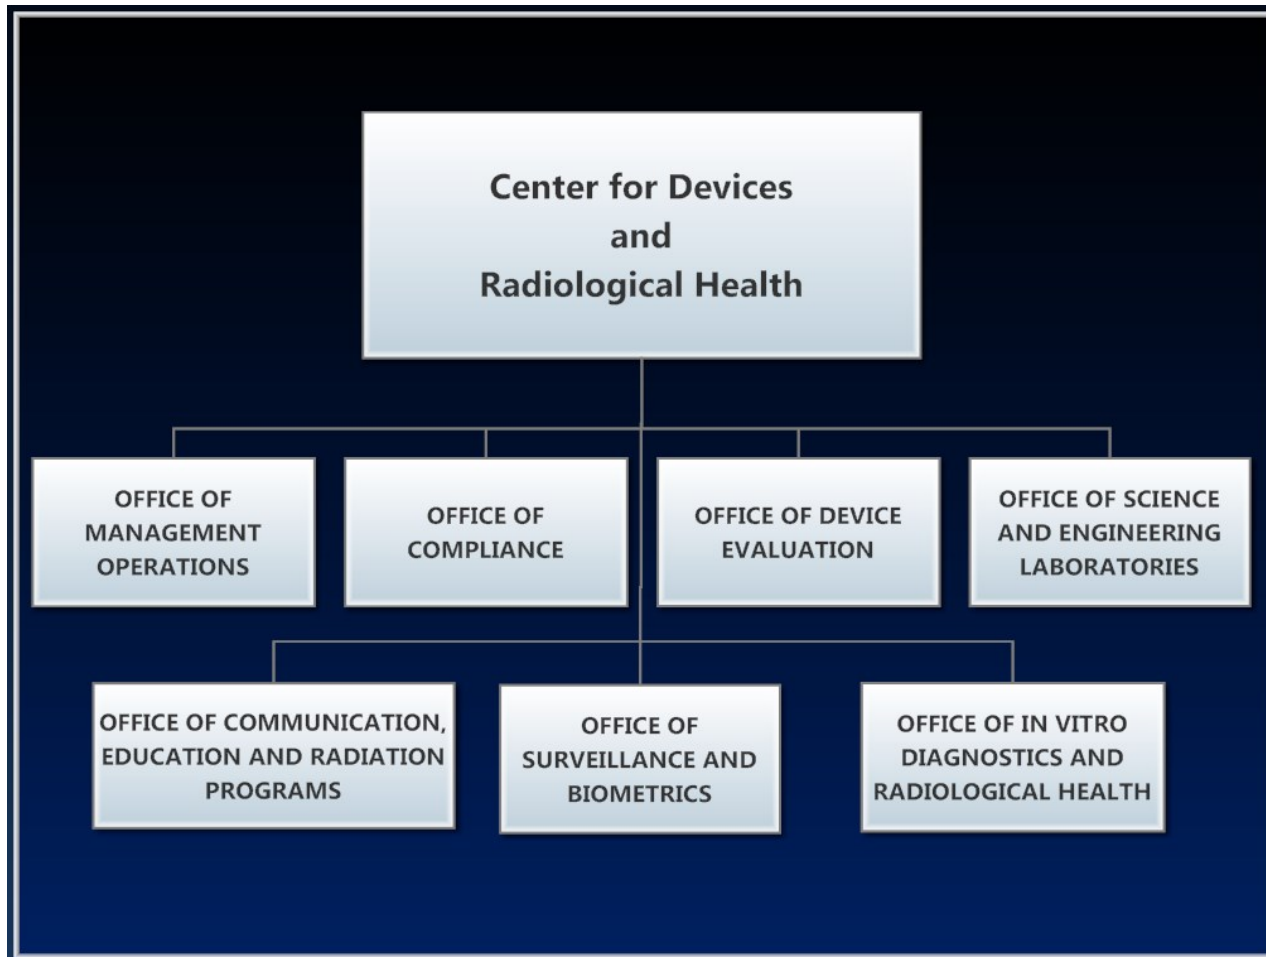 Center for Devices
and
Radiological Health
OFFICE OF
MANAGEMENT
OPERATIONS
OFFICE OF
COMPLIANCE
OFFICE OF DEVICE
EVALUATION
OFFICE OF SCIENCE
AND ENGINEERING
LABORATORIES
OFFICE OF COMMUNICATION,
EDUCATION AND RADIATION
PROGRAMS
OFFICE OF
SURVEILLANCE AND
BIOMETRICS
OFFICE OF IN VITRO
DIAGNOSTICS AND
RADIOLOGICAL HEALTH